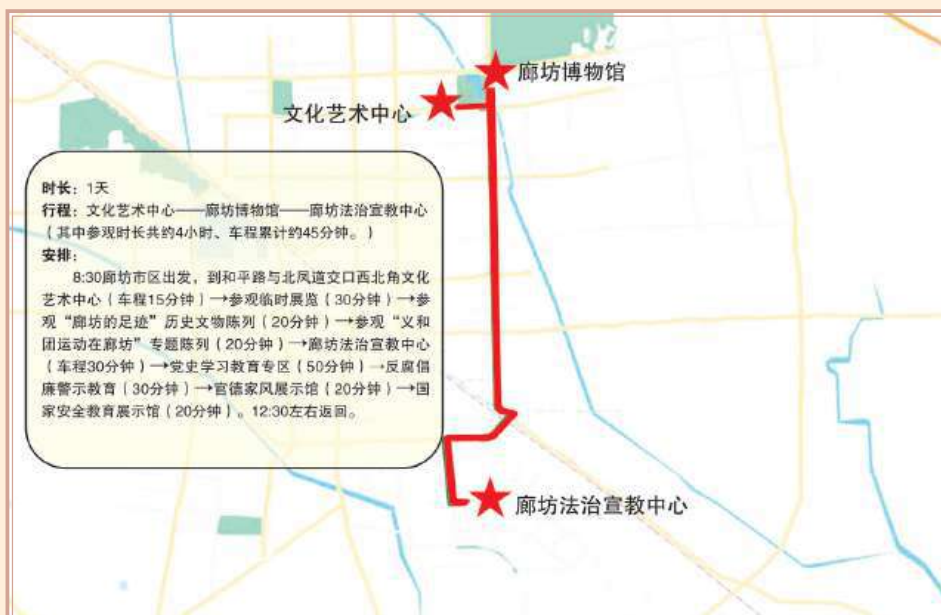 廊坊博物馆
文化艺术中心
时长：1天
行程：文化艺术中心——廊坊博物馆——廊坊法治宣教中心
（其中参观时长共约4小时、车程累计约45分钟。）
安排：
8:30廊坊市区出发，到和平路与北凤道交口西北角文化
艺术中心（车程15分钟）→参观临时展览（30分钟）→参
观“廊坊的足迹”历史文物陈列（20分钟）→参观“义和
团运动在廊坊”专题陈列（20分钟）→廊坊法治宣教中心
（车程30分钟）→党史学习教育专区（50分钟）→反腐倡
廉警示教育（30分钟）→官德家风展示馆（20分钟）→国
家安全教育展示馆（20分钟）。12:30左右返回。
廊坊法治宣教中心